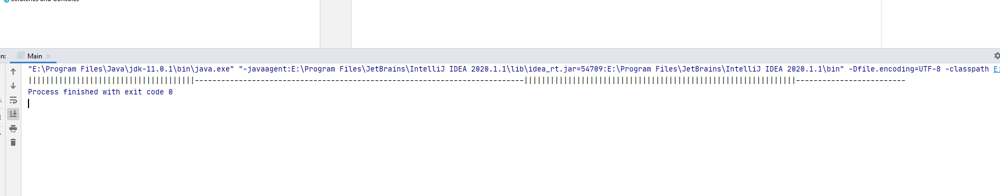 Scratches and Consoles
Main
"E:\Program Files\Java\jdk-11.0.1\bin\java.exe" "-javaagent:E:\Program Files\JetBrains\IntelliJ IDEA 2020.1.1\lib\idea_rt.jar=54709:E:\Program Files\JetBrains\IntelliJ IDEA 2020.1.1\bin" -Dfile.encoding=UTF-8 -classpath E:
||||||||||||||||||||||||||||||||||||||---------------------------------------------------------------------------||||||||||||||||||||||||||||||||||||||||||||||||||||||||||||||-------------------------
Process finished with exit code 0